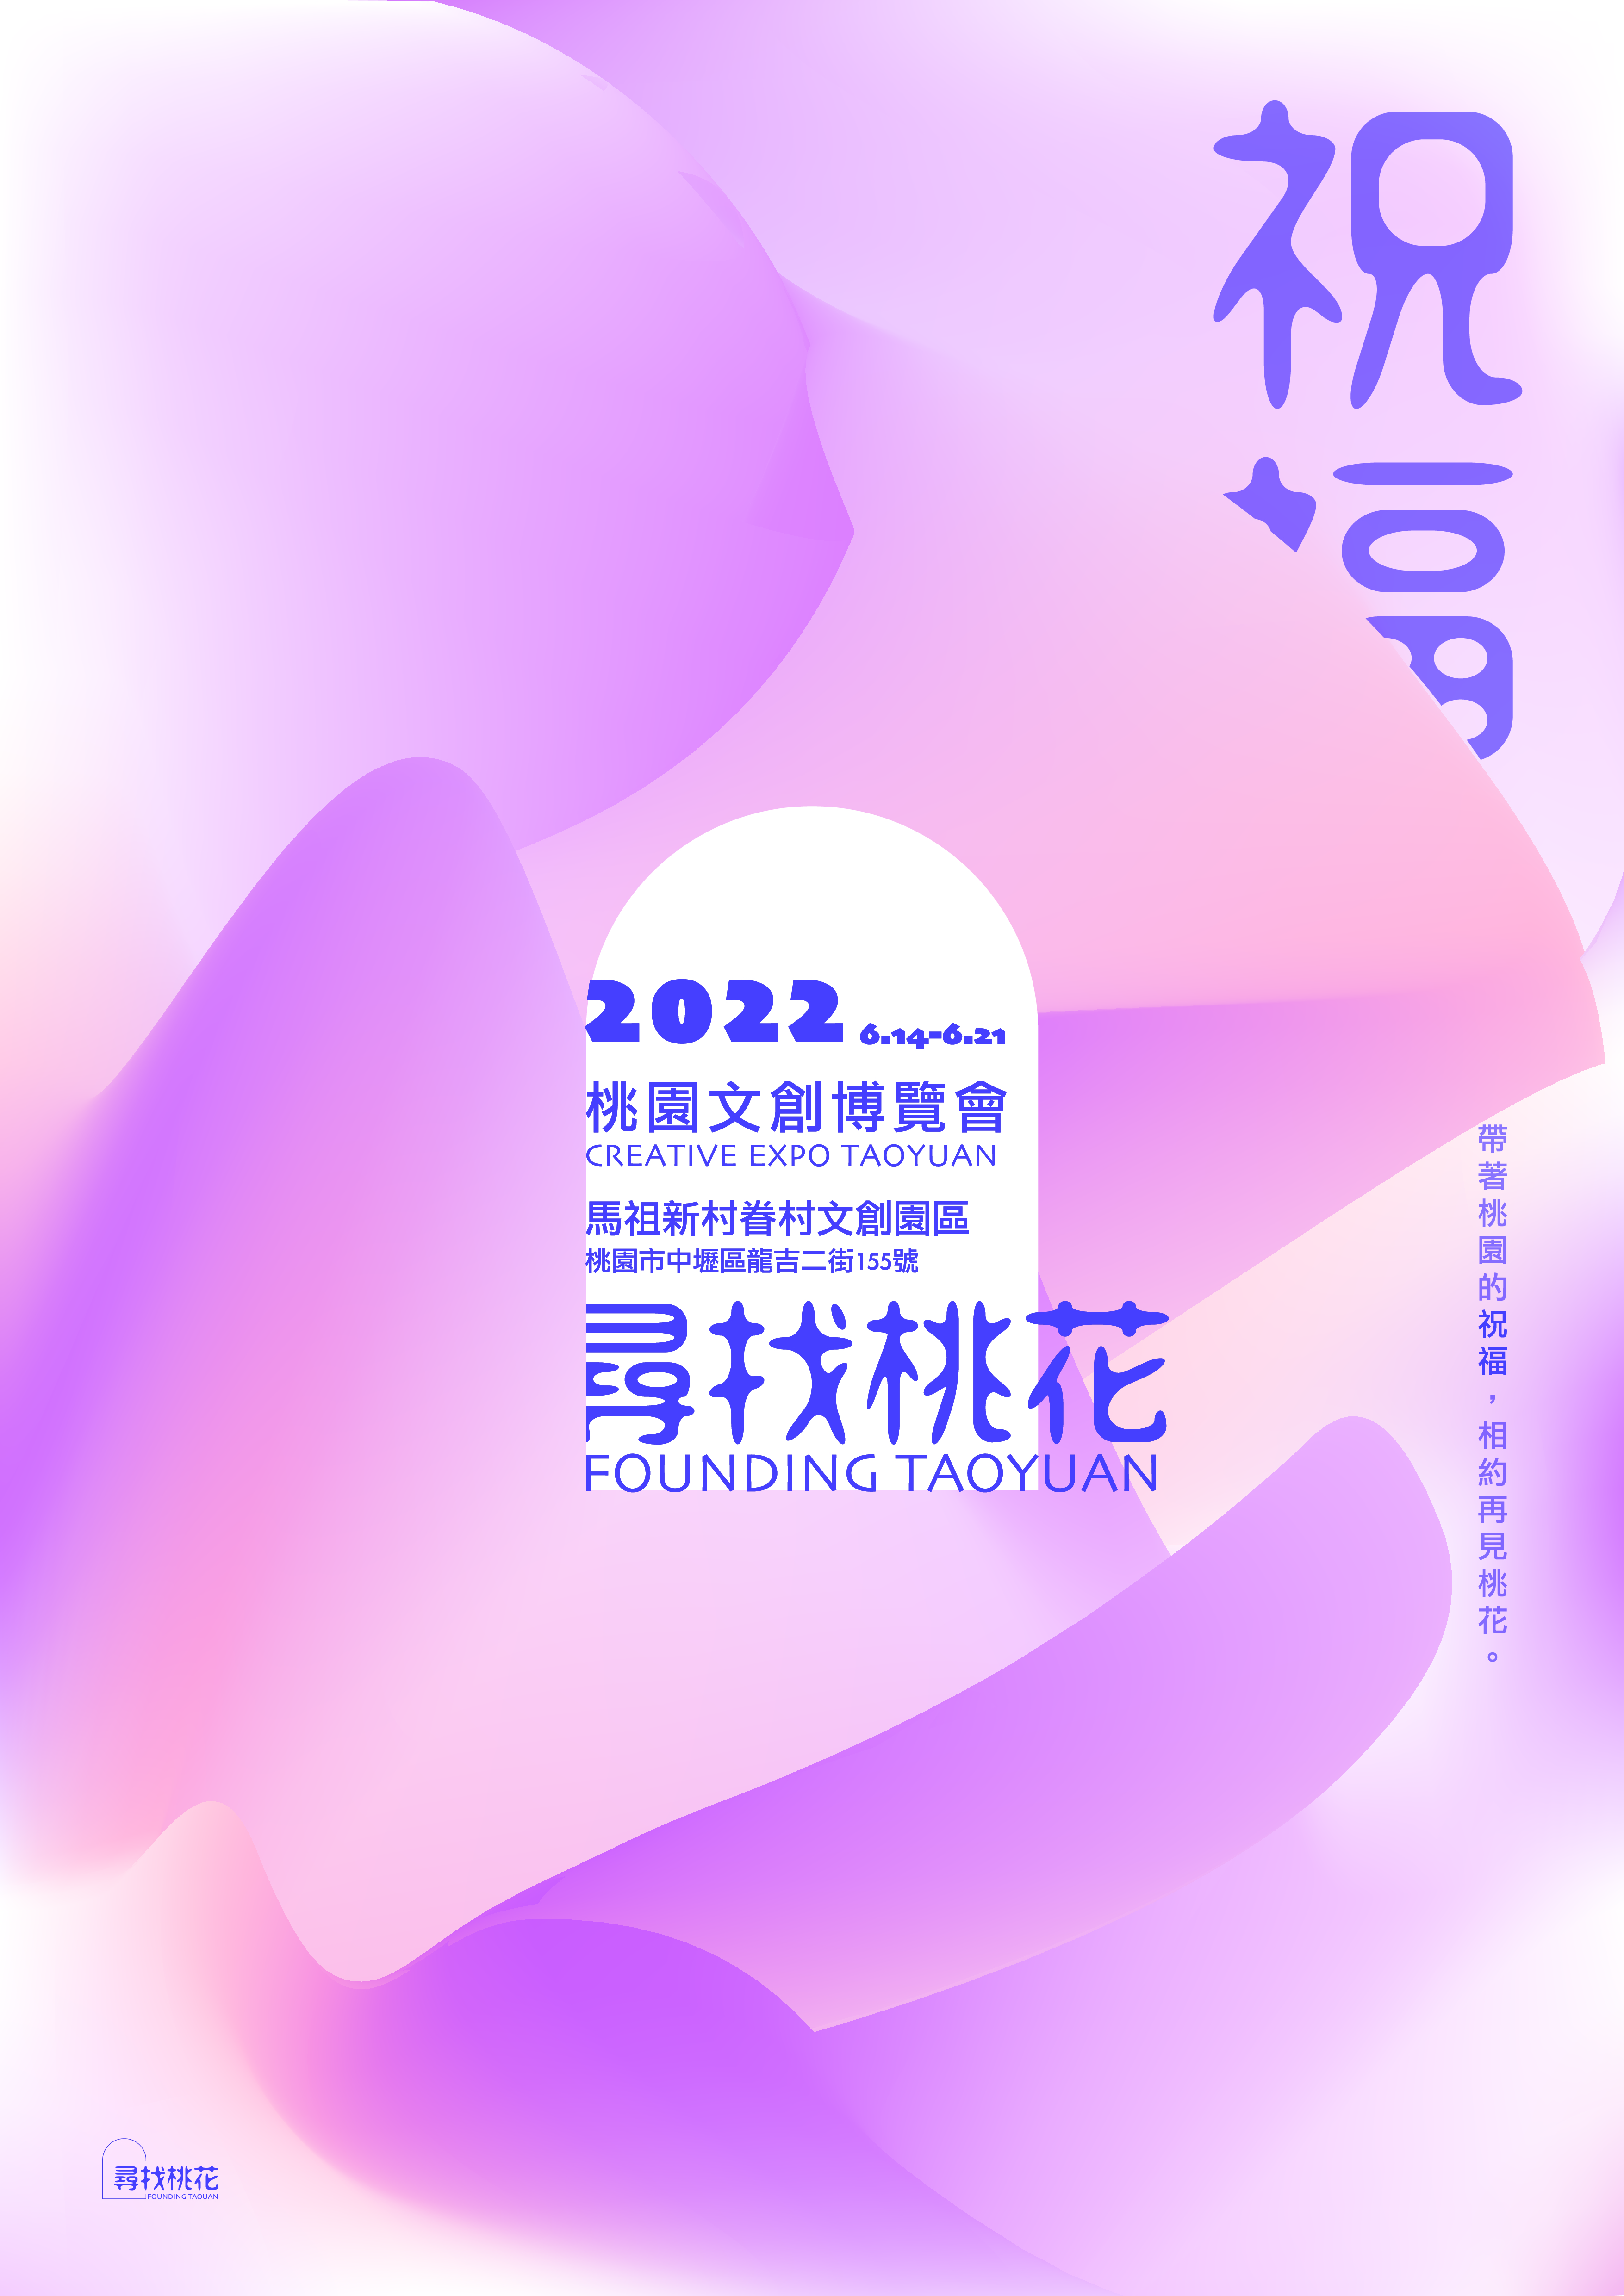 祝福
2022 6.14-6.21
桃園文創博覽會
CREATIVE EXPO TAOYUAN
馬祖新村眷村文創園區
桃園市中壢區龍吉二街155號
尋找桃花
FOUNDING TAOYUAN
帶著桃園的祝福，相約再見桃花。
尋找桃花
FOUNDING TAOUAN